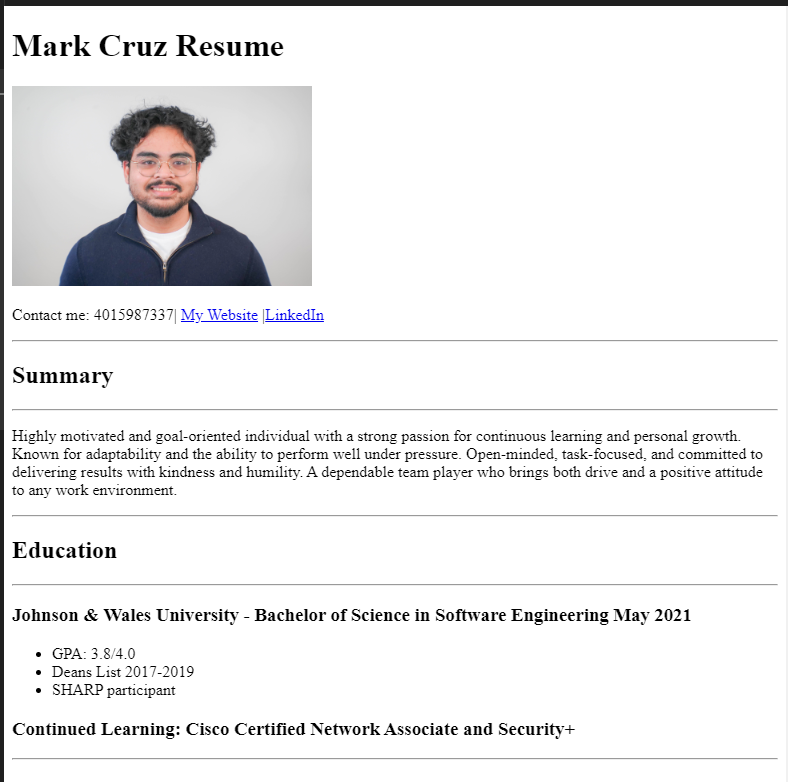 Mark Cruz Resume
Contact me: 4015987337| My Website |LinkedIn
Summary
Highly motivated and goal-oriented individual with a strong passion for continuous learning and personal growth.
Known for adaptability and the ability to perform well under pressure. Open-minded, task-focused, and committed to
delivering results with kindness and humility. A dependable team player who brings both drive and a positive attitude
to any work environment.
Education
Johnson & Wales University - Bachelor of Science in Software Engineering May 2021
GPA: 3.8/4.0
Deans List 2017-2019
SHARP participant
Continued Learning: Cisco Certified Network Associate and Security+